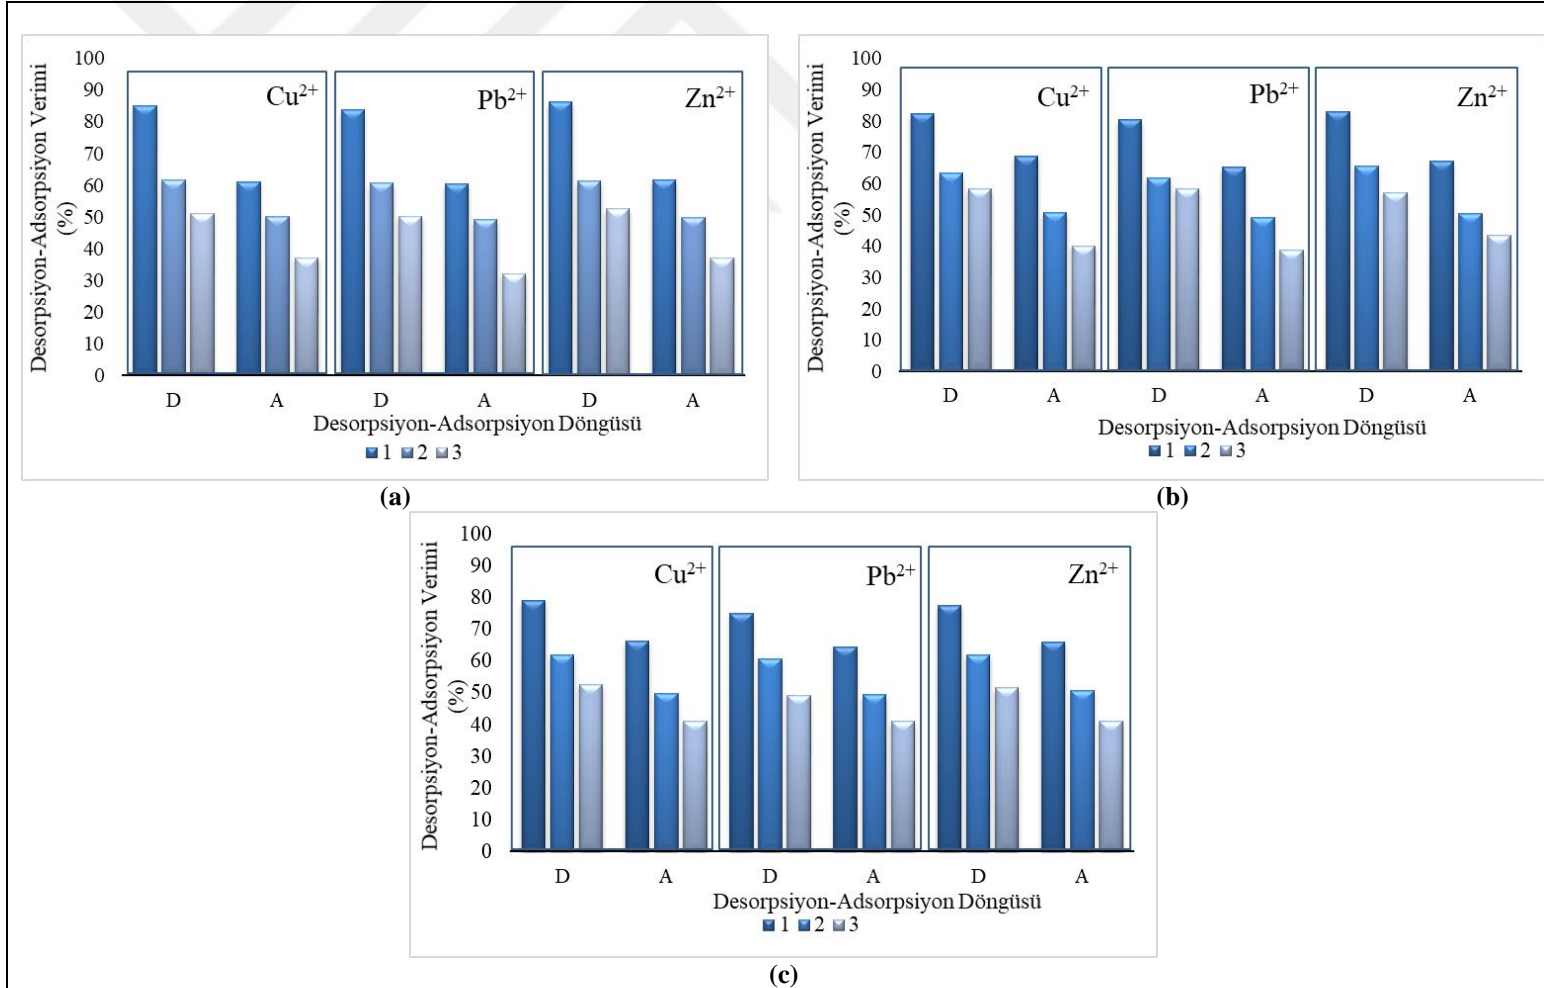 Desorpsiyon-Adsorpsiyon Verimi
(%)
100
90
80
70
60
50
40
30
20
10
0
Cu²⁺
Pb²⁺
Zn²⁺
D
A
D
A
D
A
Desorpsiyon-Adsorpsiyon Döngüsü
1 2 3
(a)
Desorpsiyon-Adsorpsiyon Verimi
(%)
100
90
80
70
60
50
40
30
20
10
0
Cu²⁺
Pb²⁺
Zn²⁺
D
A
D
A
D
A
Desorpsiyon-Adsorpsiyon Döngüsü
1 2 3
(b)
Desorpsiyon-Adsorpsiyon Verimi
(%)
100
90
80
70
60
50
40
30
20
10
0
Cu²⁺
Pb²⁺
Zn²⁺
D
A
D
A
D
A
Desorpsiyon-Adsorpsiyon Döngüsü
1 2 3
(c)